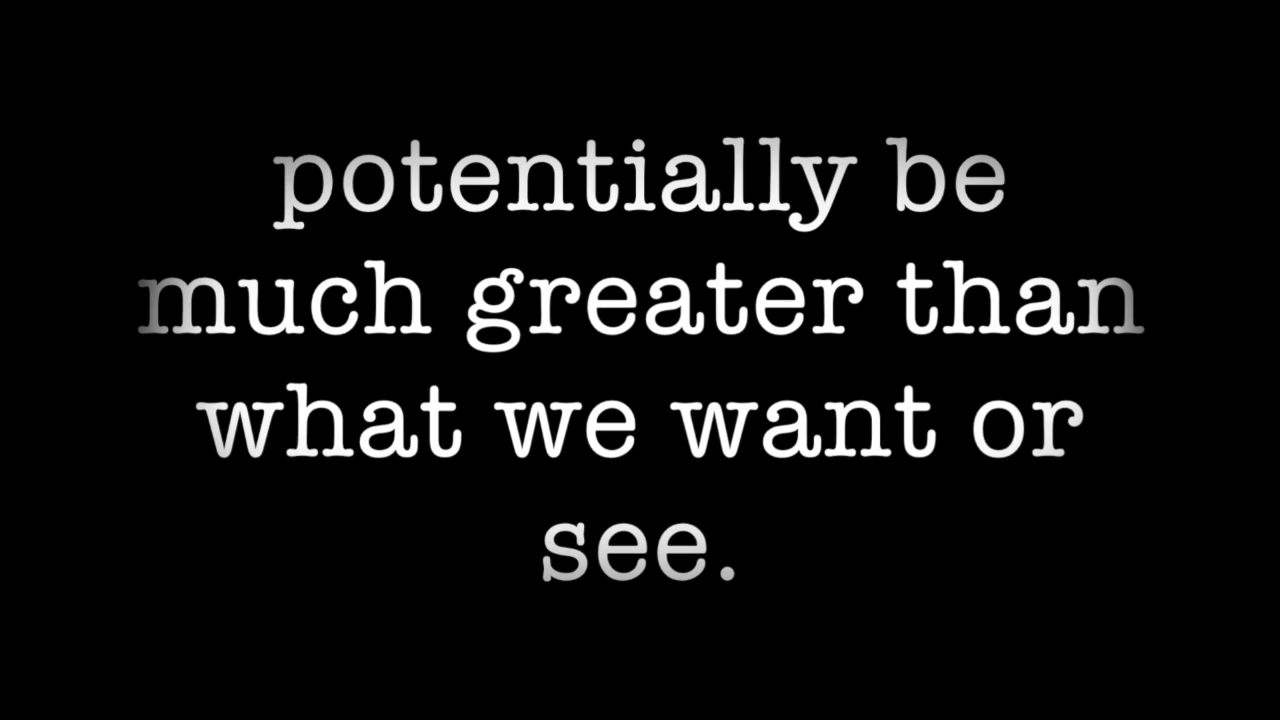 potentially be
much greater than
what we want or
see.